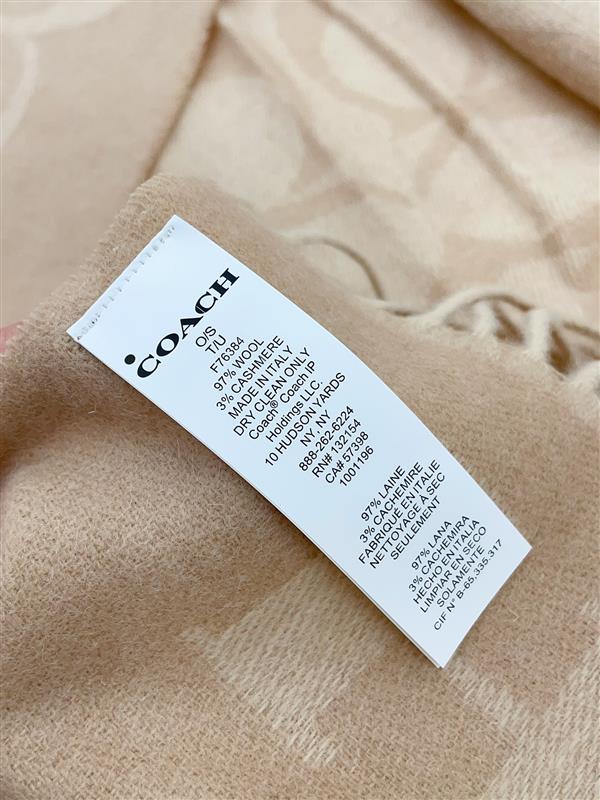 COACH
O/S
T/U
F76384
97% WOOL
3% CASHMERE
MADE IN ITALY
DRY CLEAN ONLY
Coach® Coach IP
Holdings LLC.
10 HUDSON YARDS
NY, NY
888-262-6224
RN# 132154
CA# 57398
1001196
97% LAINE
3% CACHEMIRE
FABRIQUÉ EN ITALIE
NETTOYAGE À SEC
SEULEMENT
97% LANA
3% CACHEMIRA
HECHO EN ITALIA
LIMPIAR EN SECO
SOLAMENTE
CIF N° B-65,335,317